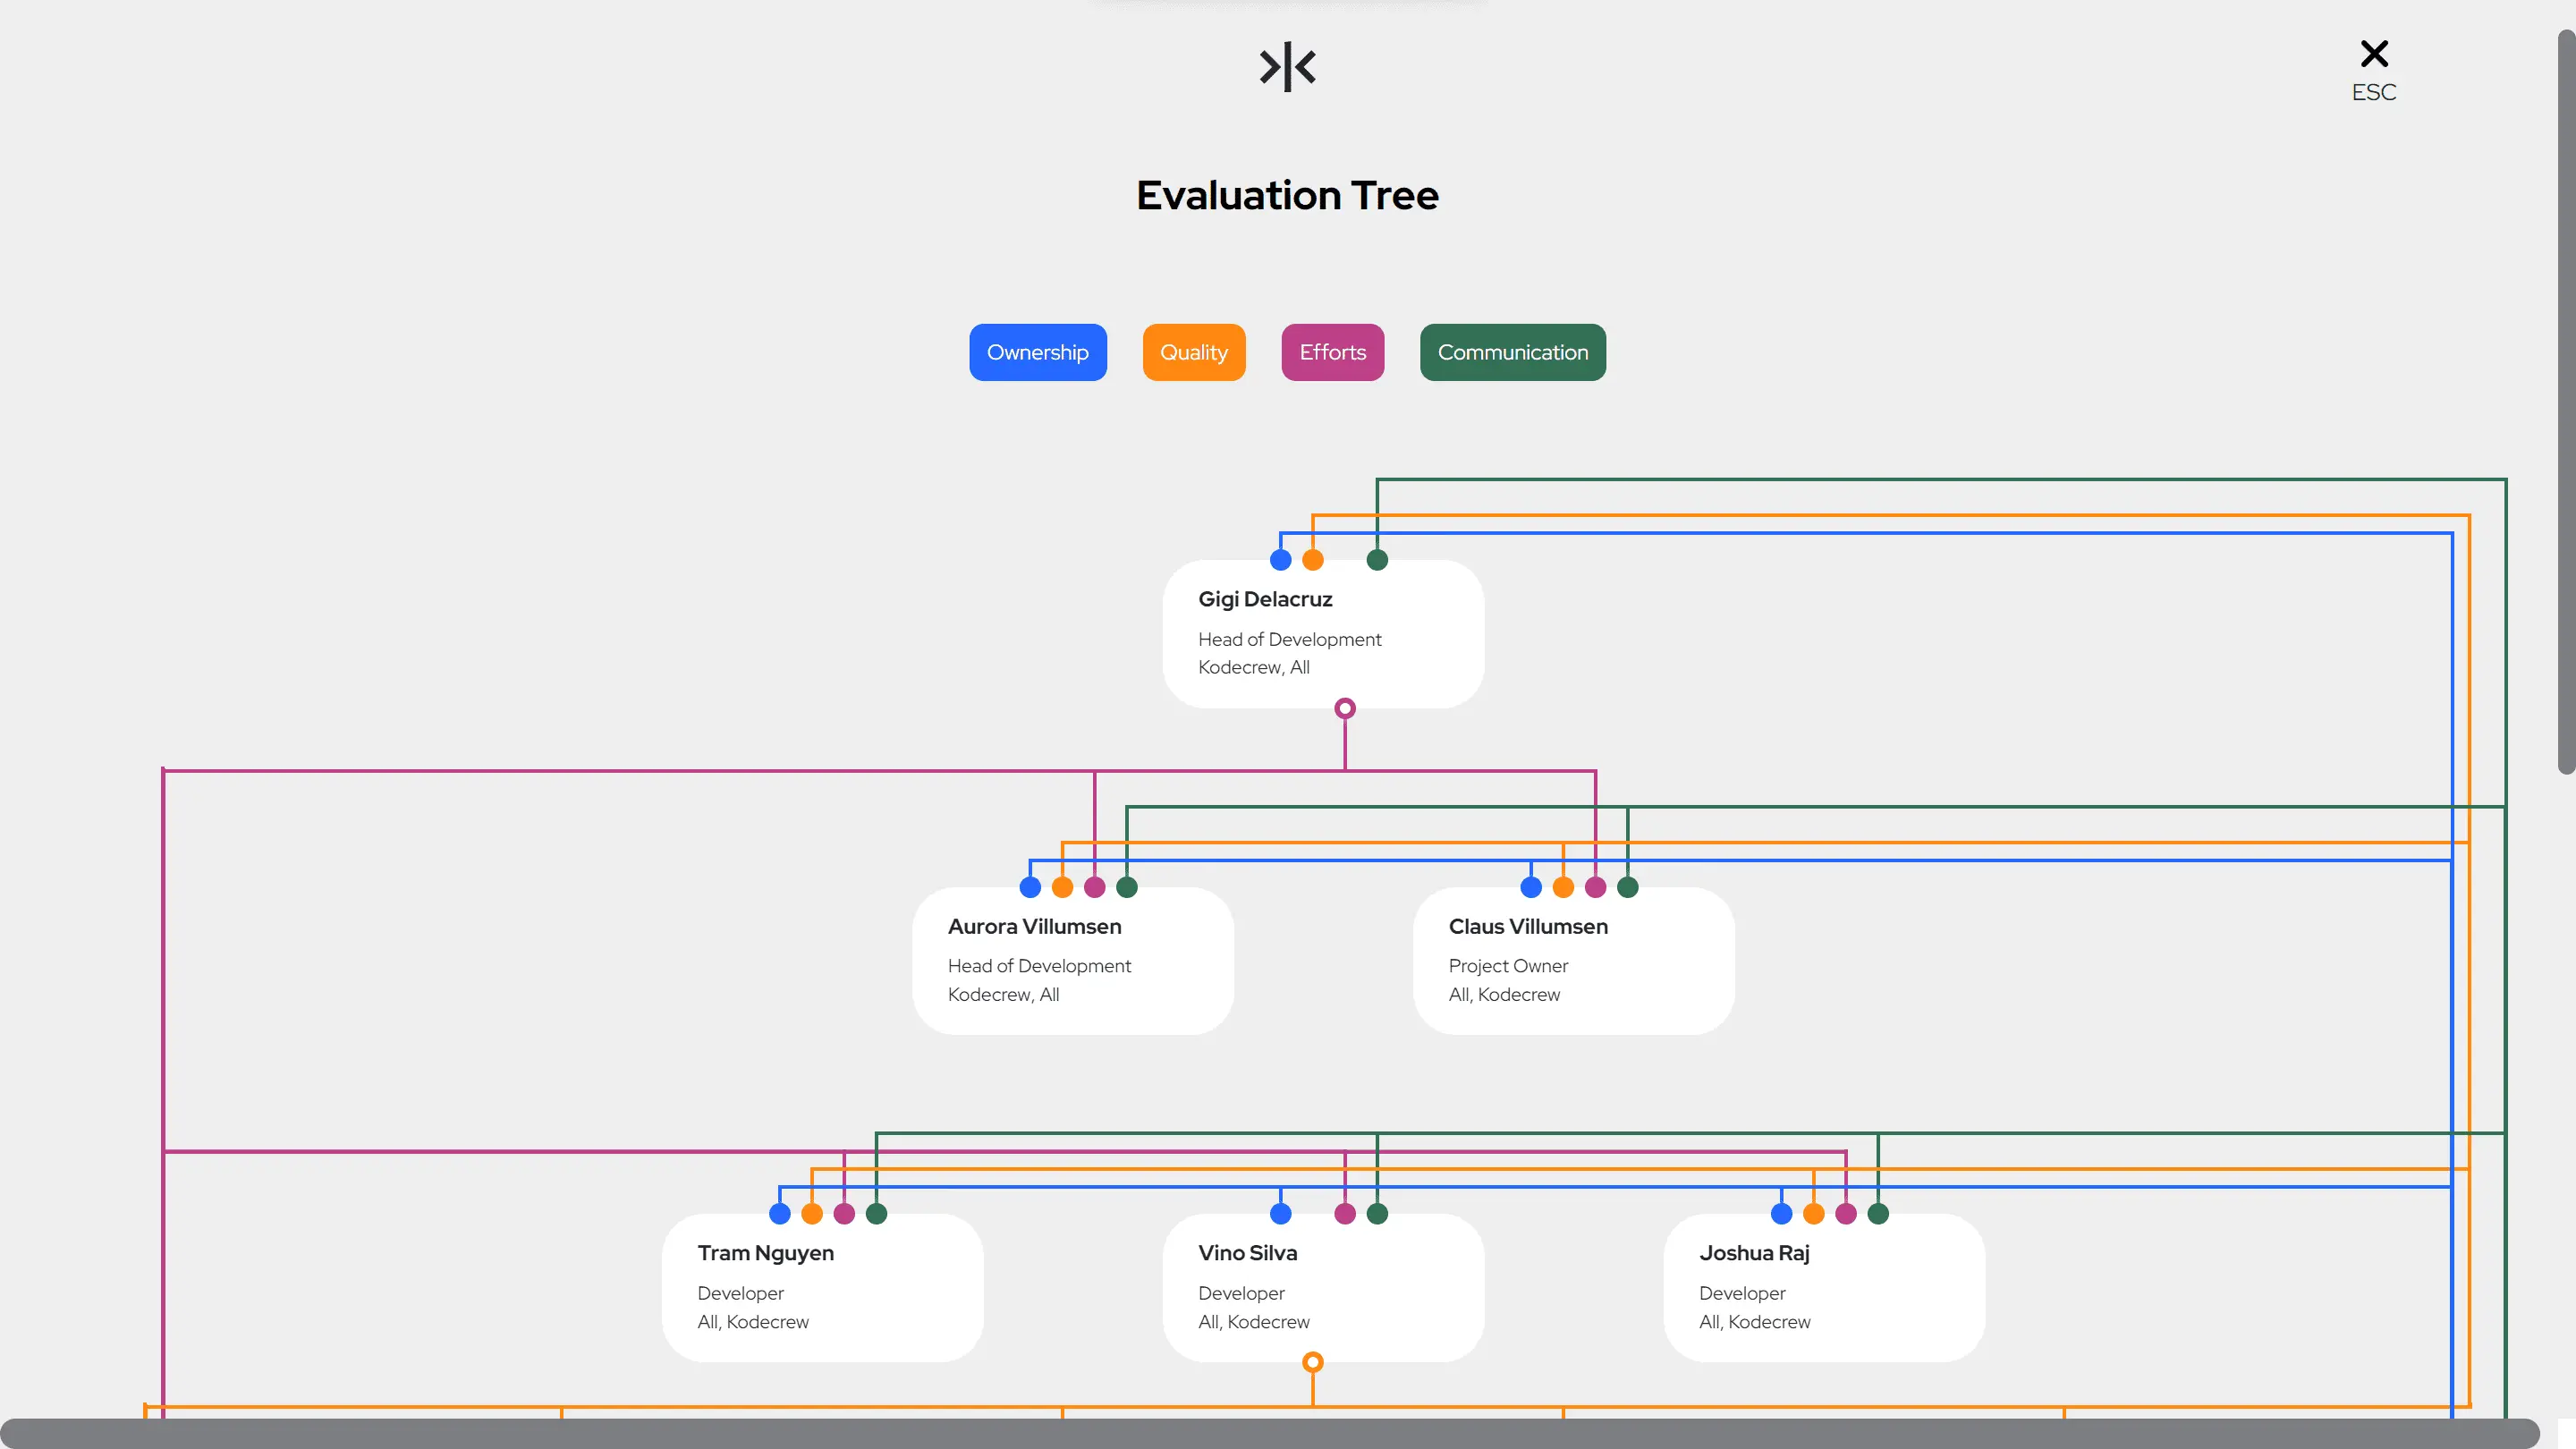 ESC
Evaluation Tree
Ownership
Quality
Efforts
Communication
Gigi Delacruz
Head of Development
Kodecrew, All
Aurora Villumsen
Head of Development
Kodecrew, All
Claus Villumsen
Project Owner
All, Kodecrew
Tram Nguyen
Developer
All, Kodecrew
Vino Silva
Developer
All, Kodecrew
Joshua Raj
Developer
All, Kodecrew